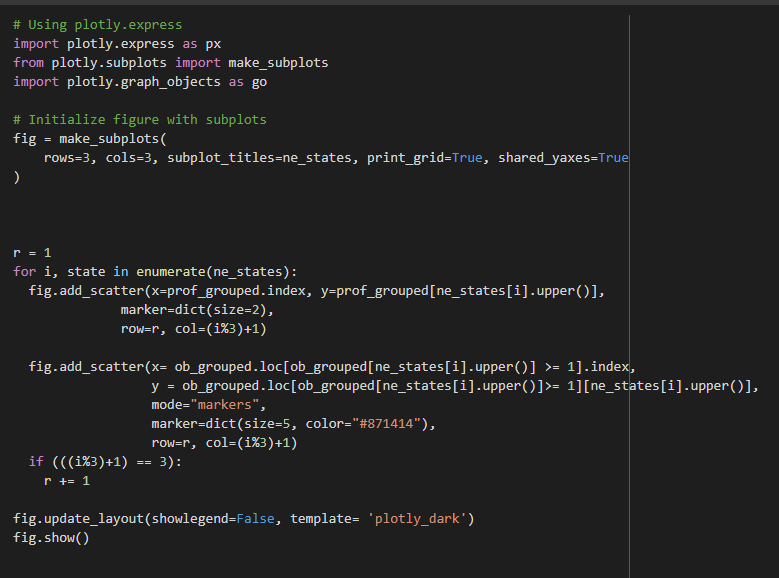 # Using plotly.express
import plotly.express as px
from plotly.subplots import make_subplots
import plotly.graph_objects as go

# Initialize figure with subplots
fig = make_subplots(
    rows=3, cols=3, subplot_titles=ne_states, print_grid=True, shared_yaxes=True
)

r = 1
for i, state in enumerate(ne_states):
  fig.add_scatter(x=prof_grouped.index, y=prof_grouped[ne_states[i].upper()],
              marker=dict(size=2),
              row=r, col=(i%3)+1)

  fig.add_scatter(x= ob_grouped.loc[ob_grouped[ne_states[i].upper()] >= 1].index,
                  y = ob_grouped.loc[ob_grouped[ne_states[i].upper()]>= 1][ne_states[i].upper()],
                  mode="markers",
                  marker=dict(size=5, color="#871414"),
                  row=r, col=(i%3)+1)
  if (((i%3)+1) == 3):
    r += 1

fig.update_layout(showlegend=False, template= 'plotly_dark')
fig.show()